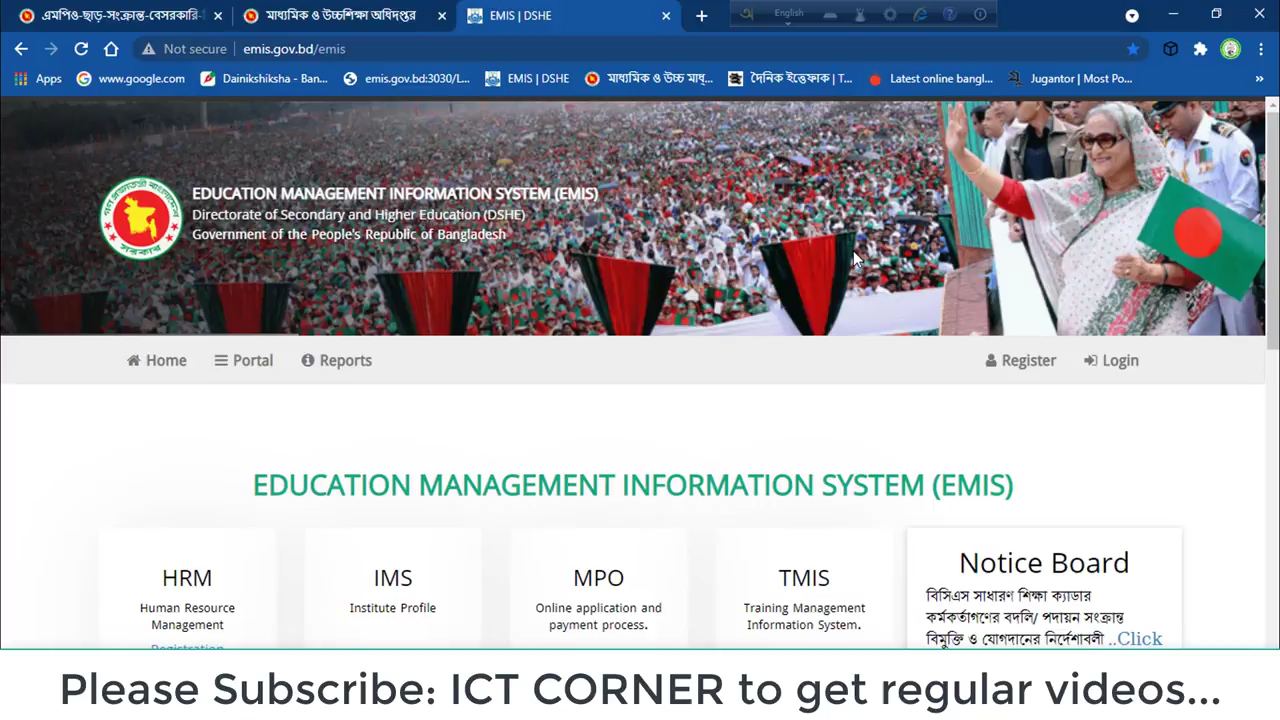 এমপিও-ছাড়-সংক্রান্ত-বেসরকারি-
মাধ্যমিক ও উচ্চশিক্ষা অধিদপ্তর
EMIS | DSHE
English
Not secure
emis.gov.bd/emis
Apps
www.google.com
Dainikshiksha - Ban...
emis.gov.bd:3030/L...
EMIS | DSHE
মাধ্যমিক ও উচ্চ মাধ্...
দৈনিক ইত্তেফাক | T...
Latest online bangl...
Jugantor | Most Po...
»
EDUCATION MANAGEMENT INFORMATION SYSTEM (EMIS)
Directorate of Secondary and Higher Education (DSHE)
Government of the People's Republic of Bangladesh
Home
Portal
Reports
Register
Login
EDUCATION MANAGEMENT INFORMATION SYSTEM (EMIS)
HRM
Human Resource
Management
Registration
IMS
Institute Profile
MPO
Online application and
payment process.
TMIS
Training Management
Information System.
Notice Board
বিসিএস সাধারণ শিক্ষা ক্যাডার
কর্মকর্তাগণের বদলি/ পদায়ন সংক্রান্ত
বিমুক্তি ও যোগদানের নির্দেশাবলী ..Click
Please Subscribe: ICT CORNER to get regular videos...